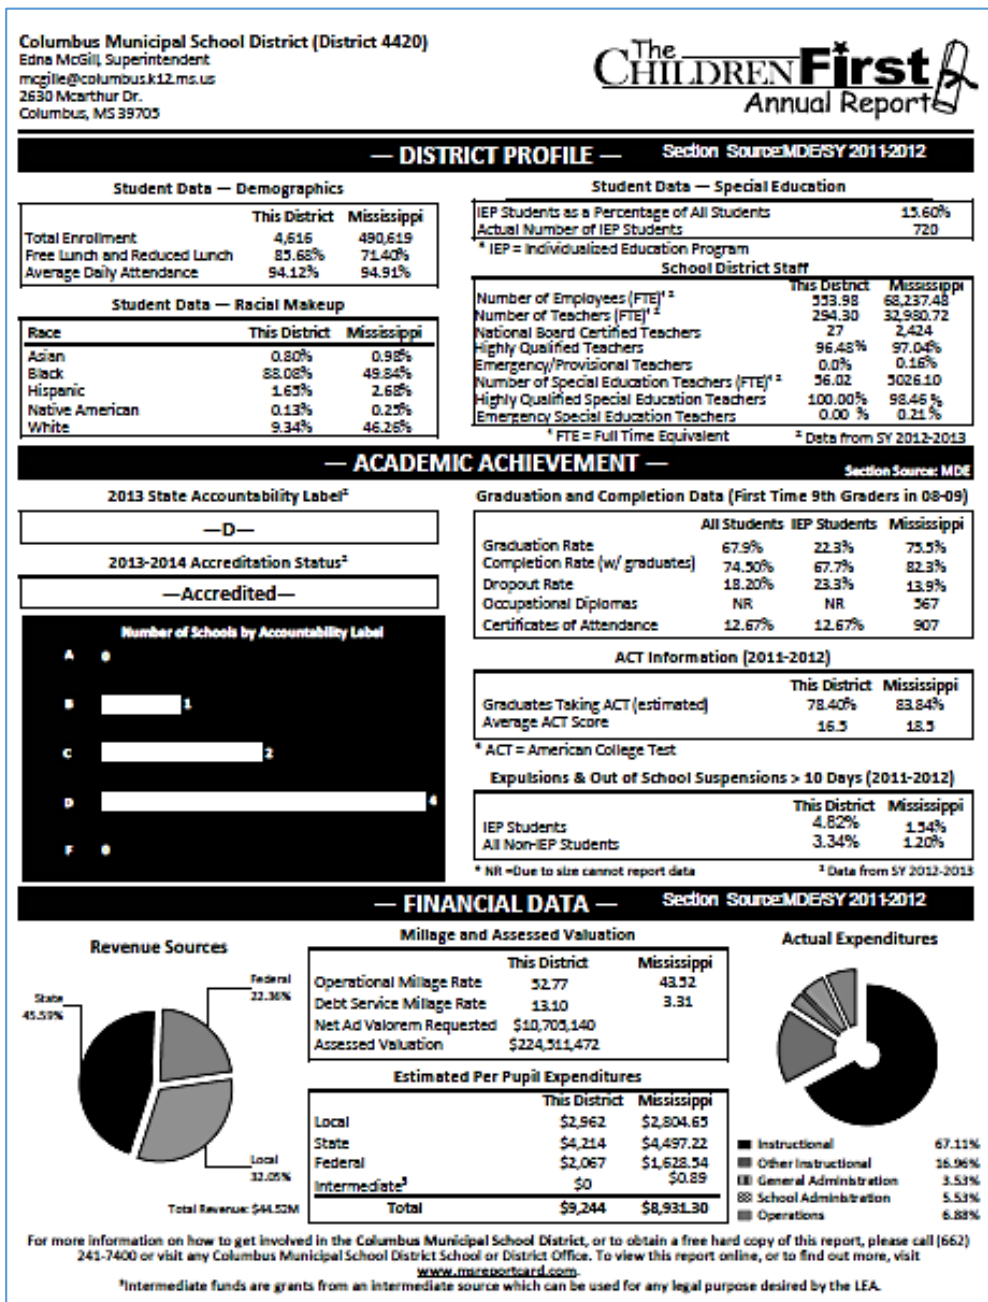 Columbus Municipal School District (District 4420)
Edna McGill, Superintendent
mcgille@columbus.k12.ms.us
2630 Mcarthur Dr.
Columbus, MS 39705
The
CHILDREN First
Annual Report
— DISTRICT PROFILE — Section Source:MDE/SY 2011-2012
Student Data — Demographics
This District Mississippi
Total Enrollment 4,616 490,619
Free Lunch and Reduced Lunch 85.68% 71.40%
Average Daily Attendance 94.12% 94.91%
Student Data — Racial Makeup
Race This District Mississippi
Asian 0.80% 0.98%
Black 88.08% 49.84%
Hispanic 1.65% 2.68%
Native American 0.13% 0.25%
White 9.34% 46.26%
Student Data — Special Education
IEP Students as a Percentage of All Students 15.60%
Actual Number of IEP Students 720
* IEP = Individualized Education Program
School District Staff
This District Mississippi
Number of Employees (FTE)* ² 553.98 68,237.48
Number of Teachers (FTE)* ² 294.30 32,980.72
National Board Certified Teachers 27 2,424
Highly Qualified Teachers 96.48% 97.04%
Emergency/Provisional Teachers 0.0% 0.16%
Number of Special Education Teachers (FTE)* ² 56.02 5026.10
Highly Qualified Special Education Teachers 100.00% 98.46 %
Emergency Special Education Teachers 0.00 % 0.21 %
* FTE = Full Time Equivalent ² Data from SY 2012-2013
— ACADEMIC ACHIEVEMENT — Section Source: MDE
2013 State Accountability Label²
—D—
2013-2014 Accreditation Status²
—Accredited—
Number of Schools by Accountability Label
A 0
B 1
C 2
D 4
F 0
Graduation and Completion Data (First Time 9th Graders in 08-09)
All Students IEP Students Mississippi
Graduation Rate 67.9% 22.3% 75.5%
Completion Rate (w/ graduates) 74.50% 67.7% 82.3%
Dropout Rate 18.20% 23.3% 13.9%
Occupational Diplomas NR NR 567
Certificates of Attendance 12.67% 12.67% 907
ACT Information (2011-2012)
This District Mississippi
Graduates Taking ACT (estimated) 78.40% 83.84%
Average ACT Score 16.5 18.5
* ACT = American College Test
Expulsions & Out of School Suspensions > 10 Days (2011-2012)
This District Mississippi
IEP Students 4.82% 1.54%
All Non-IEP Students 3.34% 1.20%
* NR =Due to size cannot report data ² Data from SY 2012-2013
— FINANCIAL DATA — Section Source:MDE/SY 2011-2012
Revenue Sources
State
45.59%
Federal
22.36%
Local
32.05%
Total Revenue: $44.52M
Millage and Assessed Valuation
This District Mississippi
Operational Millage Rate 52.77 43.52
Debt Service Millage Rate 13.10 3.31
Net Ad Valorem Requested $10,705,140
Assessed Valuation $224,511,472
Estimated Per Pupil Expenditures
This District Mississippi
Local $2,962 $2,804.65
State $4,214 $4,497.22
Federal $2,067 $1,628.54
Intermediate³ $0 $0.89
Total $9,244 $8,931.30
Actual Expenditures
Instructional 67.11%
Other Instructional 16.96%
General Administration 3.53%
School Administration 5.53%
Operations 6.88%
For more information on how to get involved in the Columbus Municipal School District, or to obtain a free hard copy of this report, please call (662)
241-7400 or visit any Columbus Municipal School District School or District Office. To view this report online, or to find out more, visit
www.msreportcard.com.
³Intermediate funds are grants from an intermediate source which can be used for any legal purpose desired by the LEA.